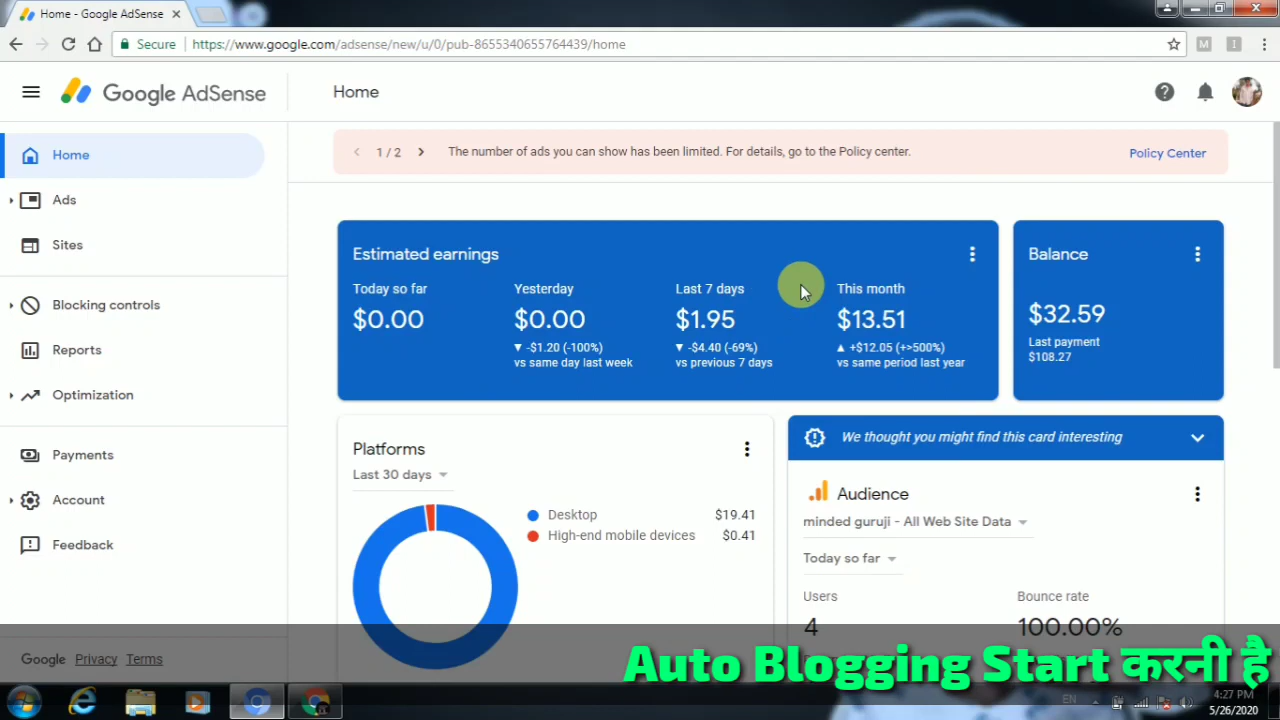 Home - Google AdSense
Secure https://www.google.com/adsense/new/u/0/pub-8655340655764439/home
Google AdSense
Home
Home
Ads
Sites
Blocking controls
Reports
Optimization
Payments
Account
Feedback
Google Privacy Terms
1 / 2 The number of ads you can show has been limited. For details, go to the Policy center. Policy Center
Estimated earnings
Today so far
$0.00
Yesterday
$0.00
-$1.20 (-100%)
vs same day last week
Last 7 days
$1.95
-$4.40 (-69%)
vs previous 7 days
This month
$13.51
+$12.05 (+>500%)
vs same period last year
Balance
$32.59
Last payment
$108.27
Platforms
Last 30 days
Desktop $19.41
High-end mobile devices $0.41
We thought you might find this card interesting
Audience
minded guruji - All Web Site Data
Today so far
Users
4
Bounce rate
100.00%
Auto Blogging Start करनी है
EN
4:27 PM
5/26/2020